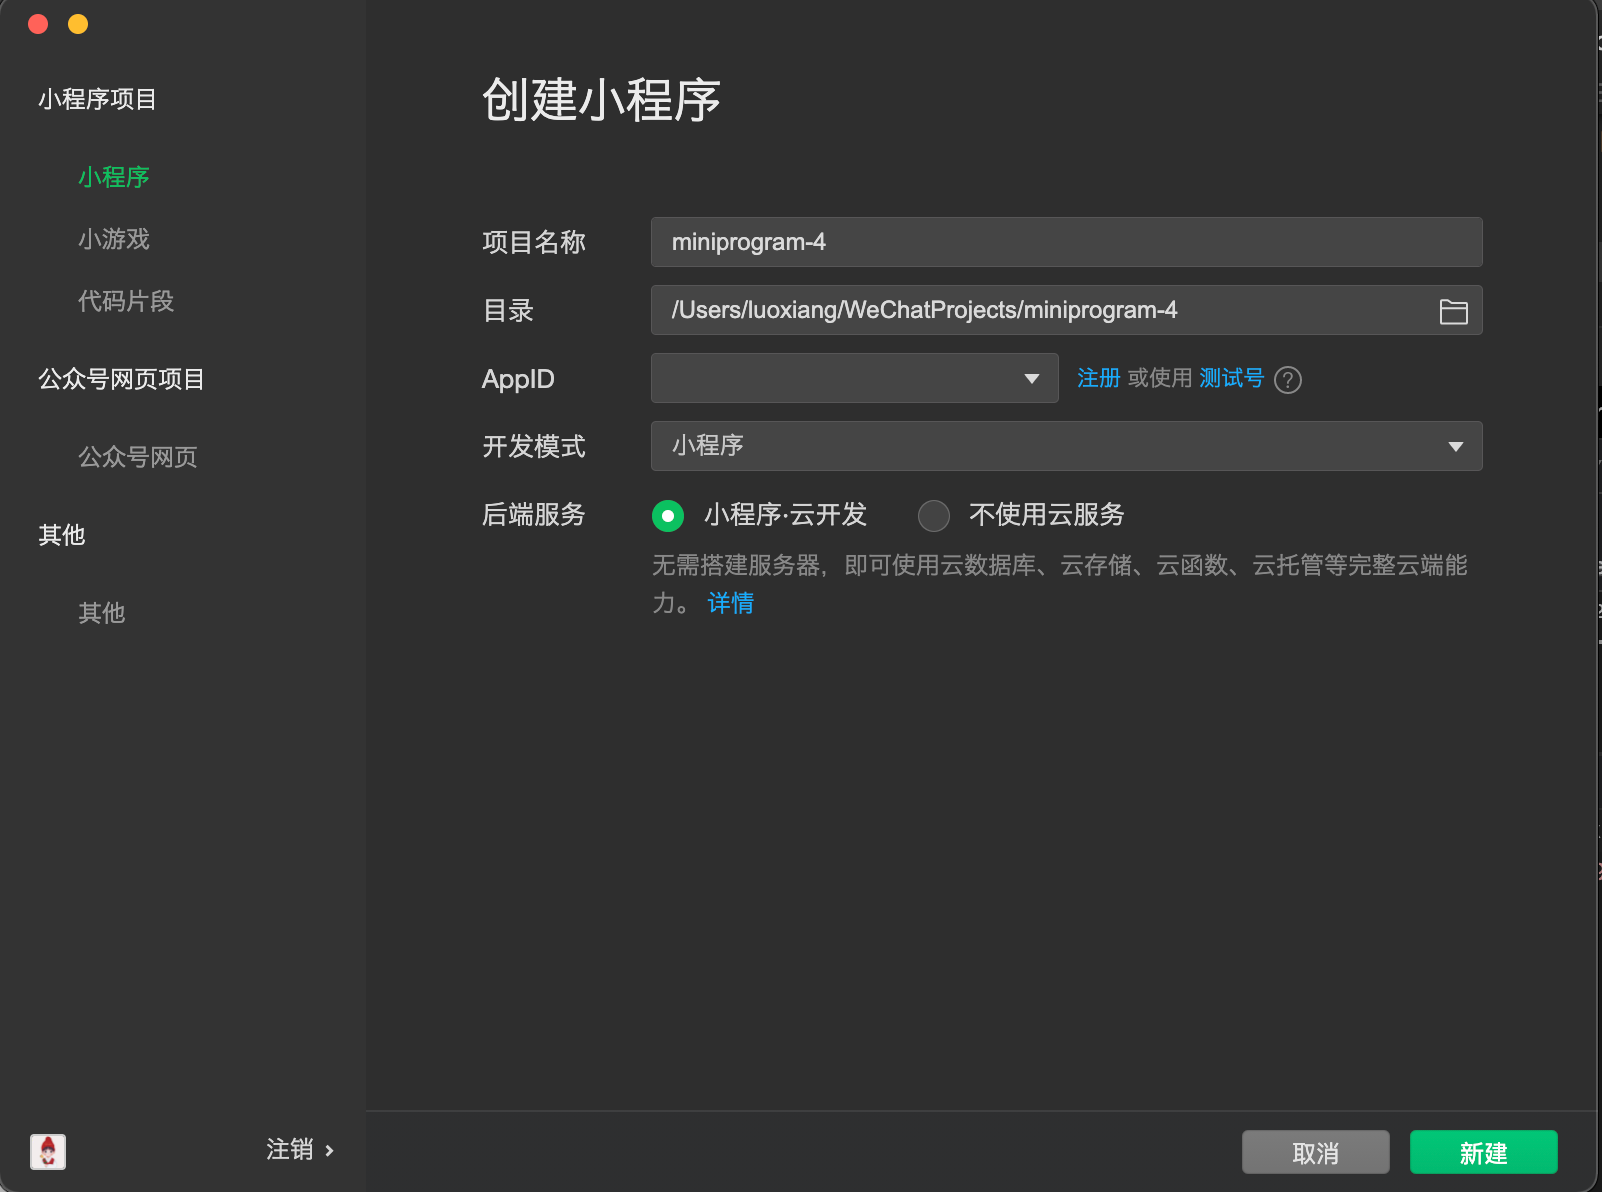 小程序项目
小程序
小游戏
代码片段
公众号网页项目
公众号网页
其他
其他
注销 ›
创建小程序
项目名称 miniprogram-4
目录 /Users/luoxiang/WeChatProjects/miniprogram-4
AppID 注册 或使用 测试号 ?
开发模式 小程序
后端服务 小程序·云开发 不使用云服务
无需搭建服务器，即可使用云数据库、云存储、云函数、云托管等完整云端能
力。 详情
取消 新建